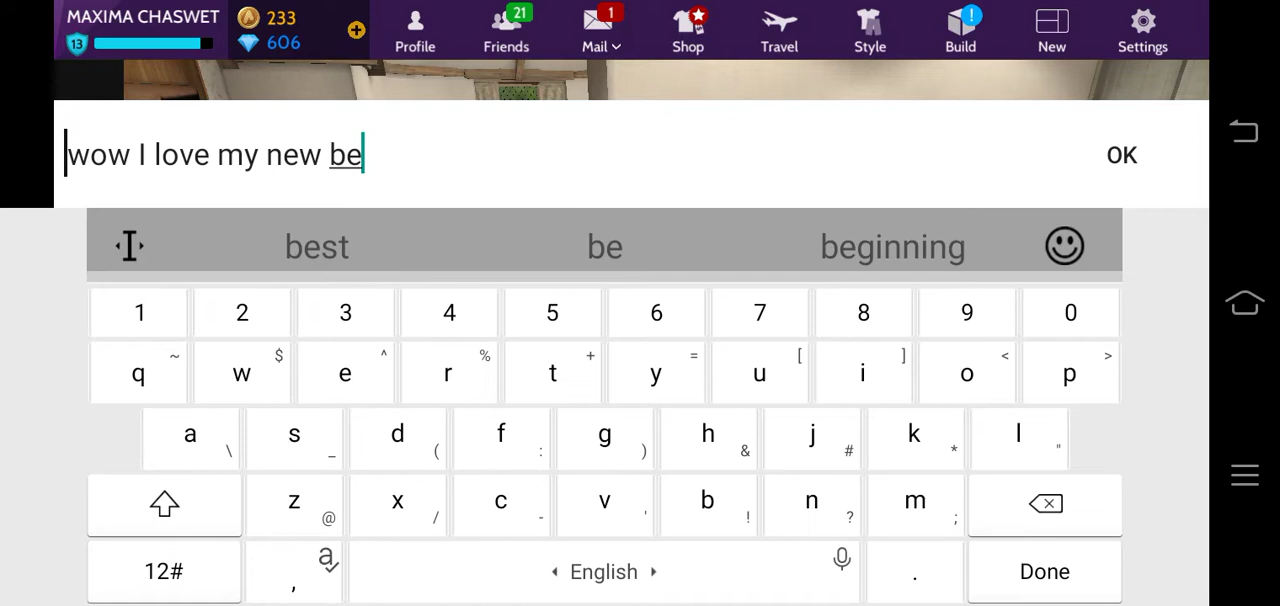 MAXIMA CHASWET
13
233
606
Profile
21
Friends
1
Mail
Shop
Travel
Style
!
Build
New
Settings
wow I love my new be
OK
best be beginning
1 2 3 4 5 6 7 8 9 0
~ $ ^ % + = [ ] < >
q w e r t y u i o p
a s d f g h j k l
\ _ ( : ) & # * "
z x c v b n m
@ / - ' ! ? ;
12# , a English . Done